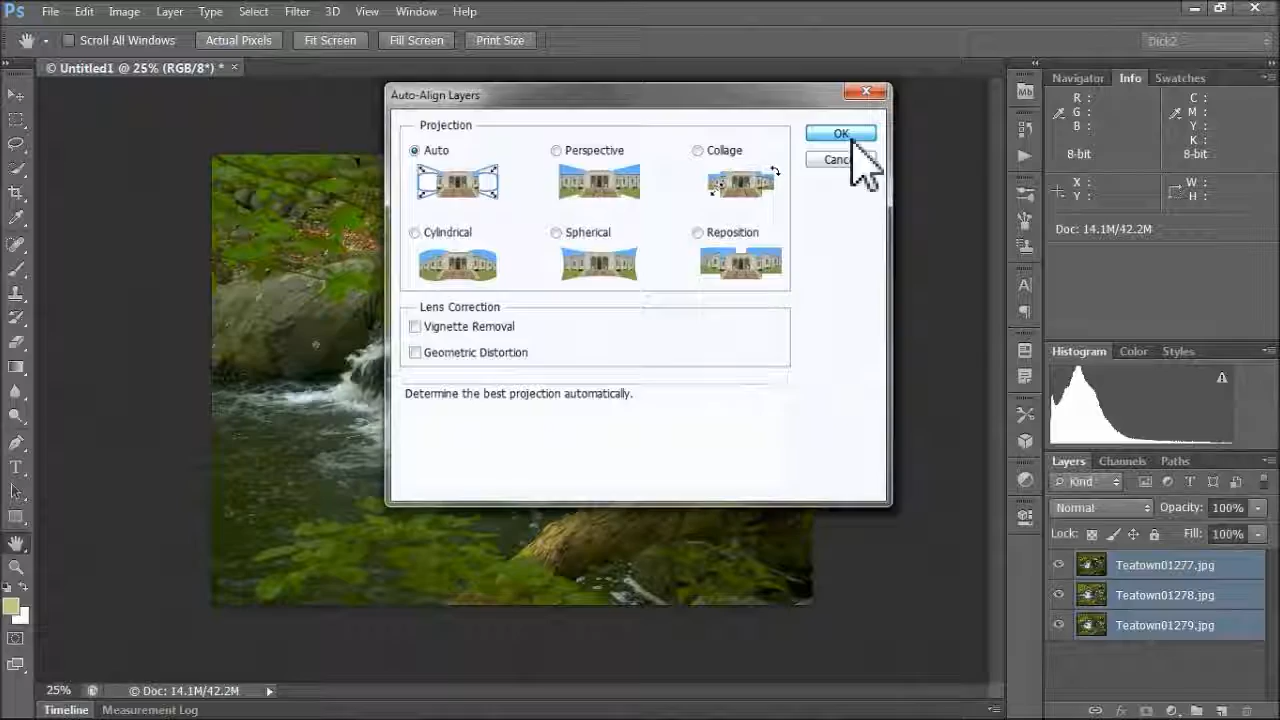 Ps File Edit Image Layer Type Select Filter 3D View Window Help
Scroll All Windows Actual Pixels Fit Screen Fill Screen Print Size Dick2
© Untitled1 @ 25% (RGB/8*) * ×
Navigator Info Swatches
R : C :
G : M :
B : Y :
K :
8-bit 8-bit
X : W :
Y : H :
Doc: 14.1M/42.2M
Auto-Align Layers
Projection
Auto Perspective Collage
Cylindrical Spherical Reposition
OK
Lens Correction
Vignette Removal
Geometric Distortion
Determine the best projection automatically.
Mb
Histogram Color Styles
Layers Channels Paths
Kind
Normal Opacity: 100%
Lock: Fill: 100%
Teatown01277.jpg
Teatown01278.jpg
Teatown01279.jpg
25% © Doc: 14.1M/42.2M
Timeline Measurement Log